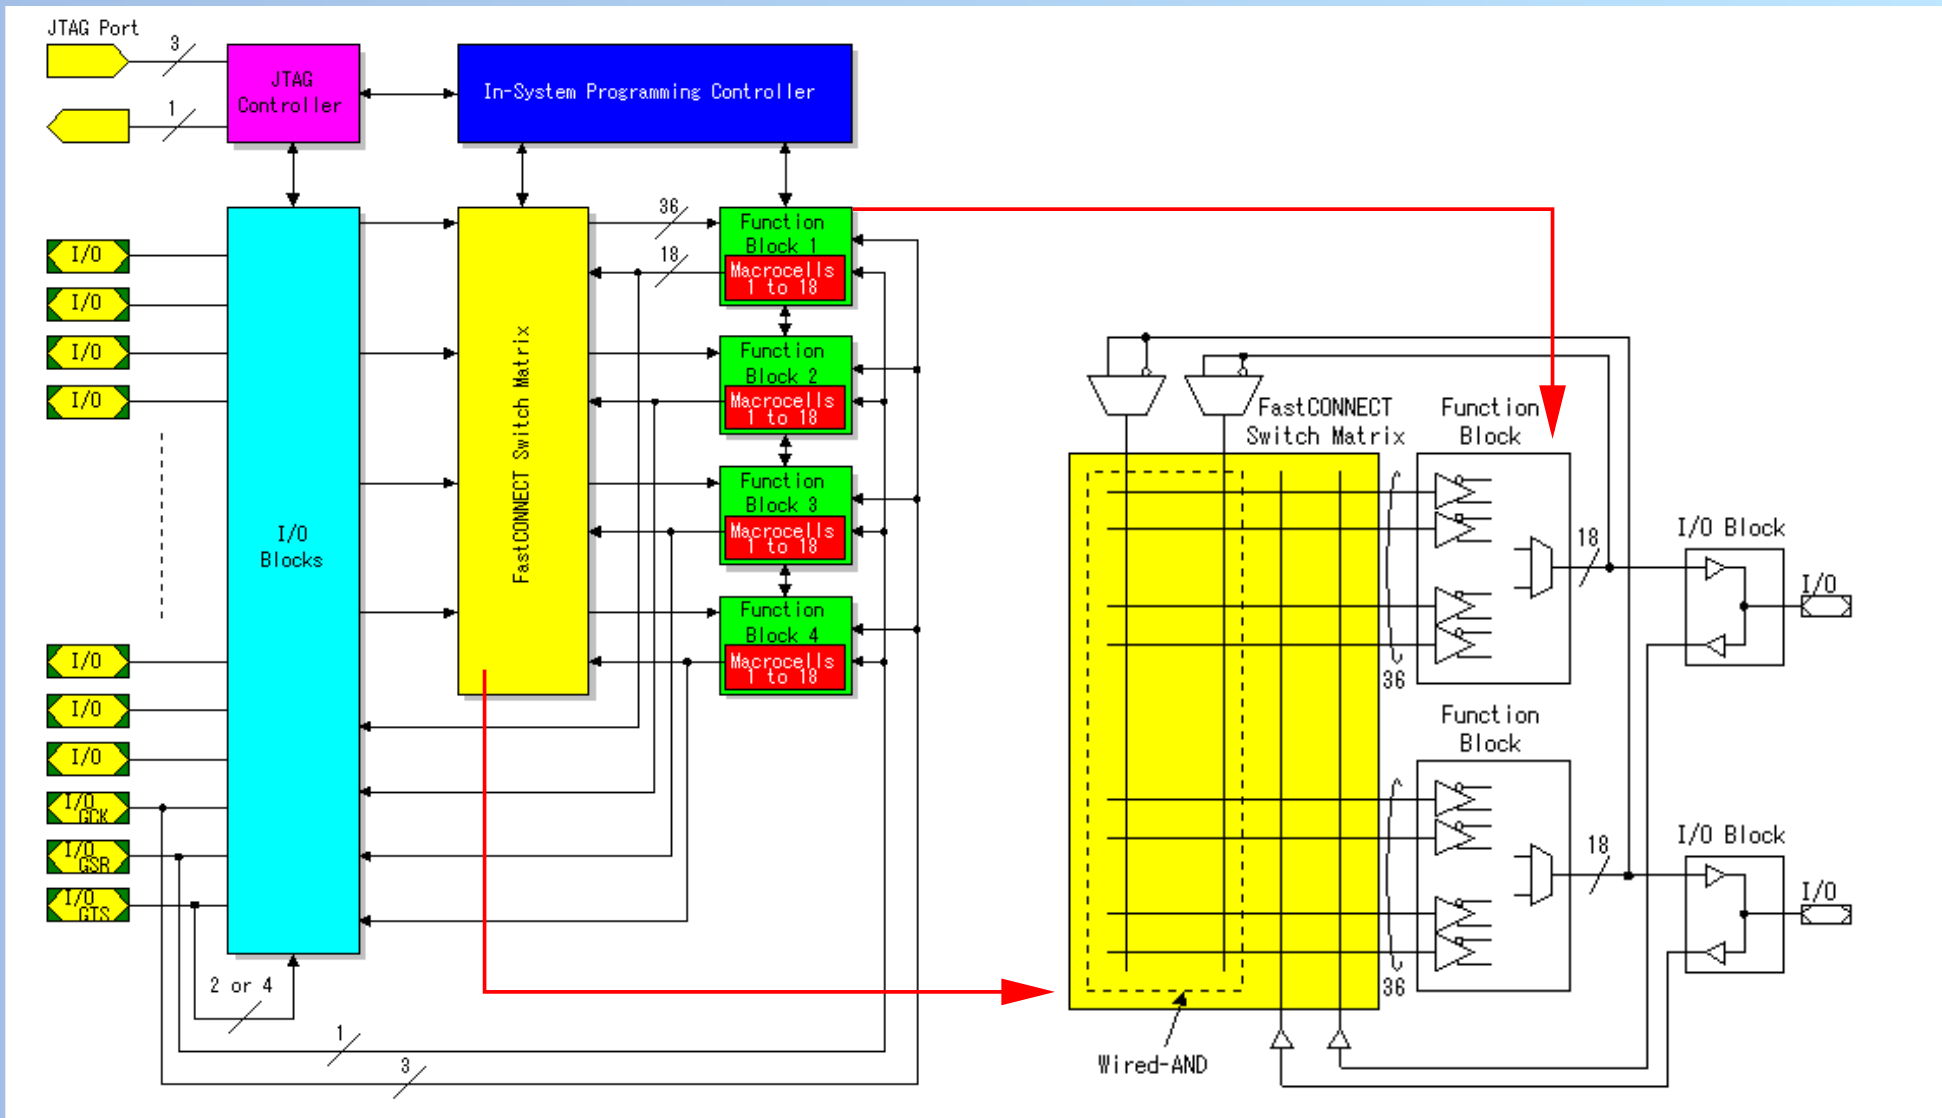 JTAG Port
3
1
JTAG
Controller
In-System Programming Controller
I/O
I/O
I/O
I/O
I/O
I/O
I/O
I/O
GCK
I/O
GSR
I/O
GTS
I/O
Blocks
FastCONNECT Switch Matrix
36
18
Function
Block 1
Macrocells
1 to 18
Function
Block 2
Macrocells
1 to 18
Function
Block 3
Macrocells
1 to 18
Function
Block 4
Macrocells
1 to 18
2 or 4
1
3
FastCONNECT
Switch Matrix
Function
Block
18
36
I/O Block
I/O
Function
Block
18
36
I/O Block
I/O
Wired-AND